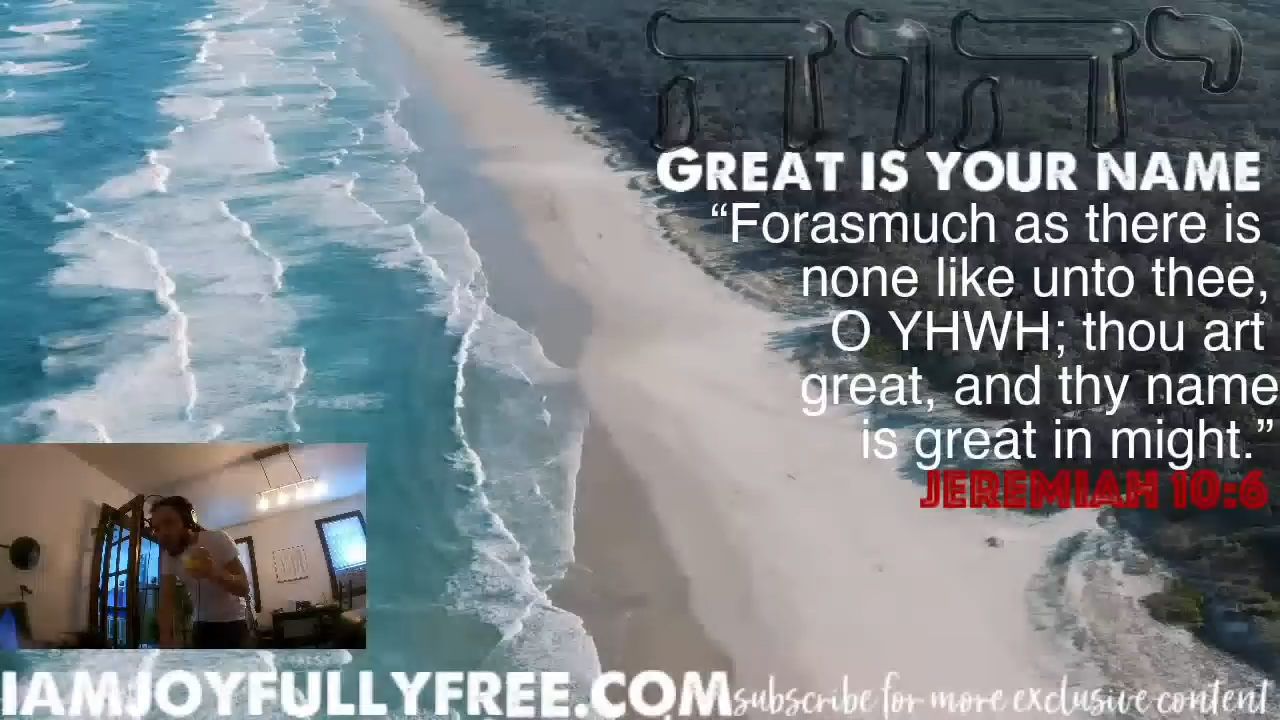 יהוה
GREAT IS YOUR NAME
“Forasmuch as there is
none like unto thee,
O YHWH; thou art
great, and thy name
is great in might.”
JEREMIAH 10:6
IAMJOYFULLYFREE.COM subscribe for more exclusive content